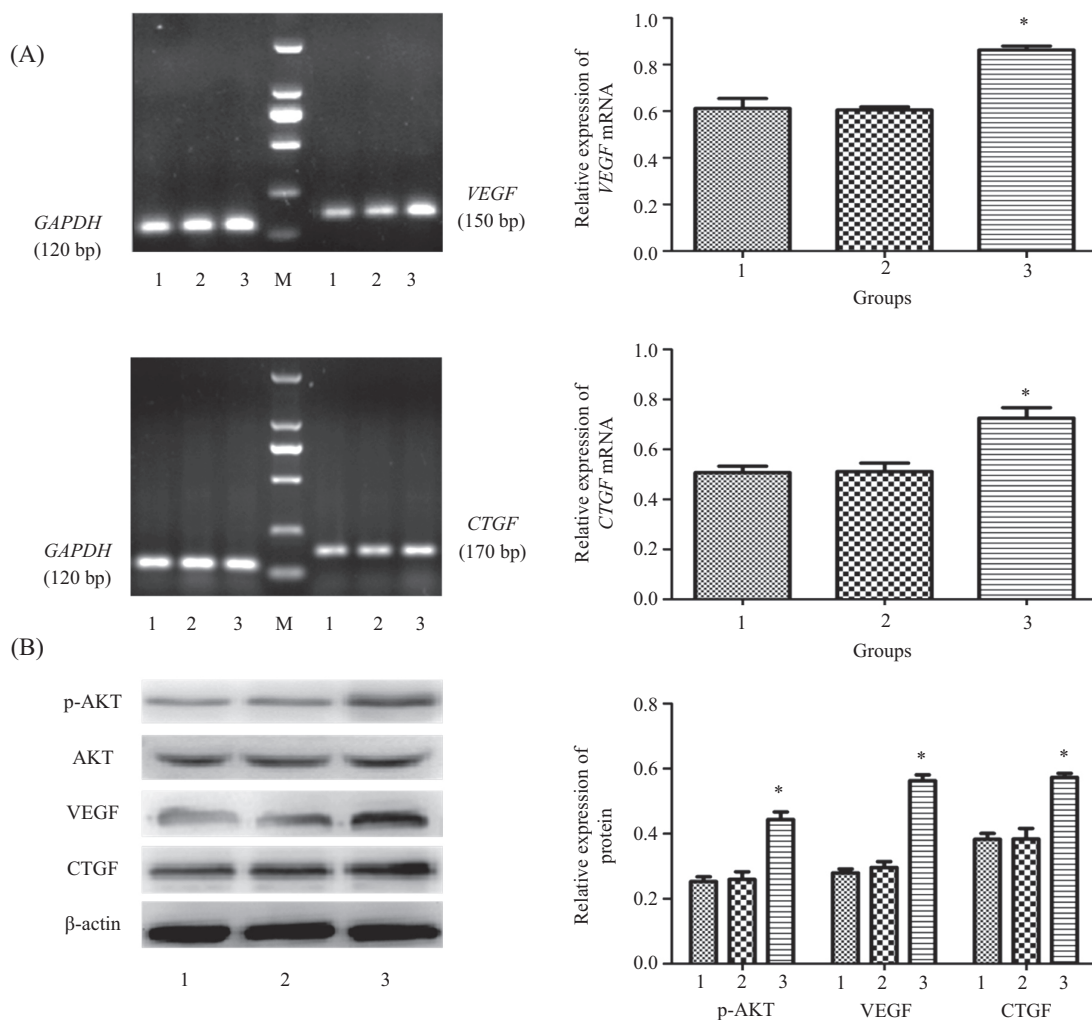 (A)
GAPDH
(120 bp)
VEGF
(150 bp)
1 2 3 M 1 2 3
Relative expression of
VEGF mRNA
1.0
0.8
0.6
0.4
0.2
0.0
*
1 2 3
Groups
GAPDH
(120 bp)
CTGF
(170 bp)
1 2 3 M 1 2 3
Relative expression of
CTGF mRNA
1.0
0.8
0.6
0.4
0.2
0.0
*
1 2 3
Groups
(B)
p-AKT
AKT
VEGF
CTGF
β-actin
1 2 3
Relative expression of
protein
0.8
0.6
0.4
0.2
0.0
* * *
1 2 3 1 2 3 1 2 3
p-AKT VEGF CTGF